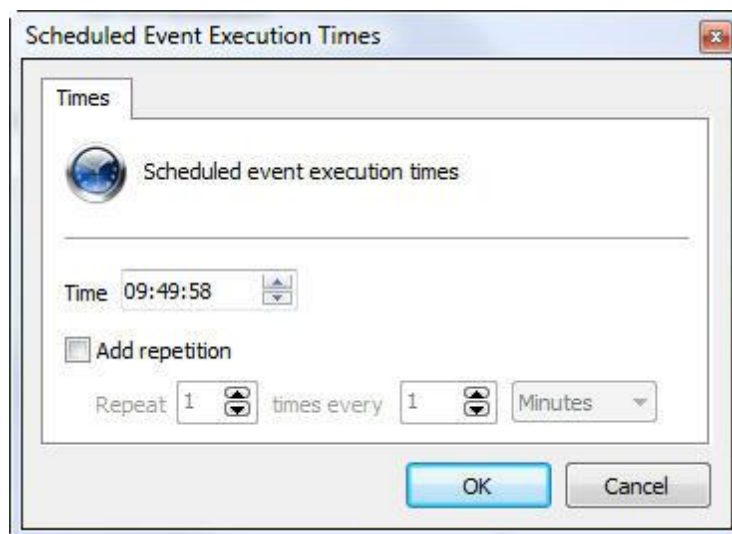 Scheduled Event Execution Times
Times
Scheduled event execution times
Time 09:49:58
Add repetition
Repeat 1 times every 1 Minutes
OK Cancel